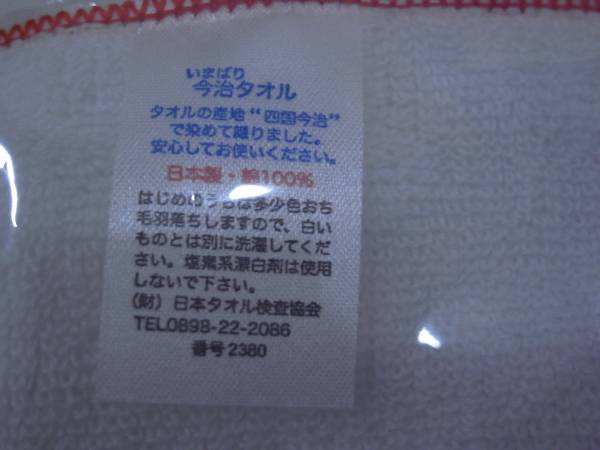 いまばり
今治タオル
タオルの産地“四国今治”
で染めて織りました。
安心してお使いください。
日本製・綿100%
はじめのうちは多少色おち
毛羽落ちしますので、白い
ものとは別に洗濯してくだ
さい。塩素系漂白剤は使用
しないで下さい。
(財)日本タオル検査協会
TEL0898-22-2086
番号2380